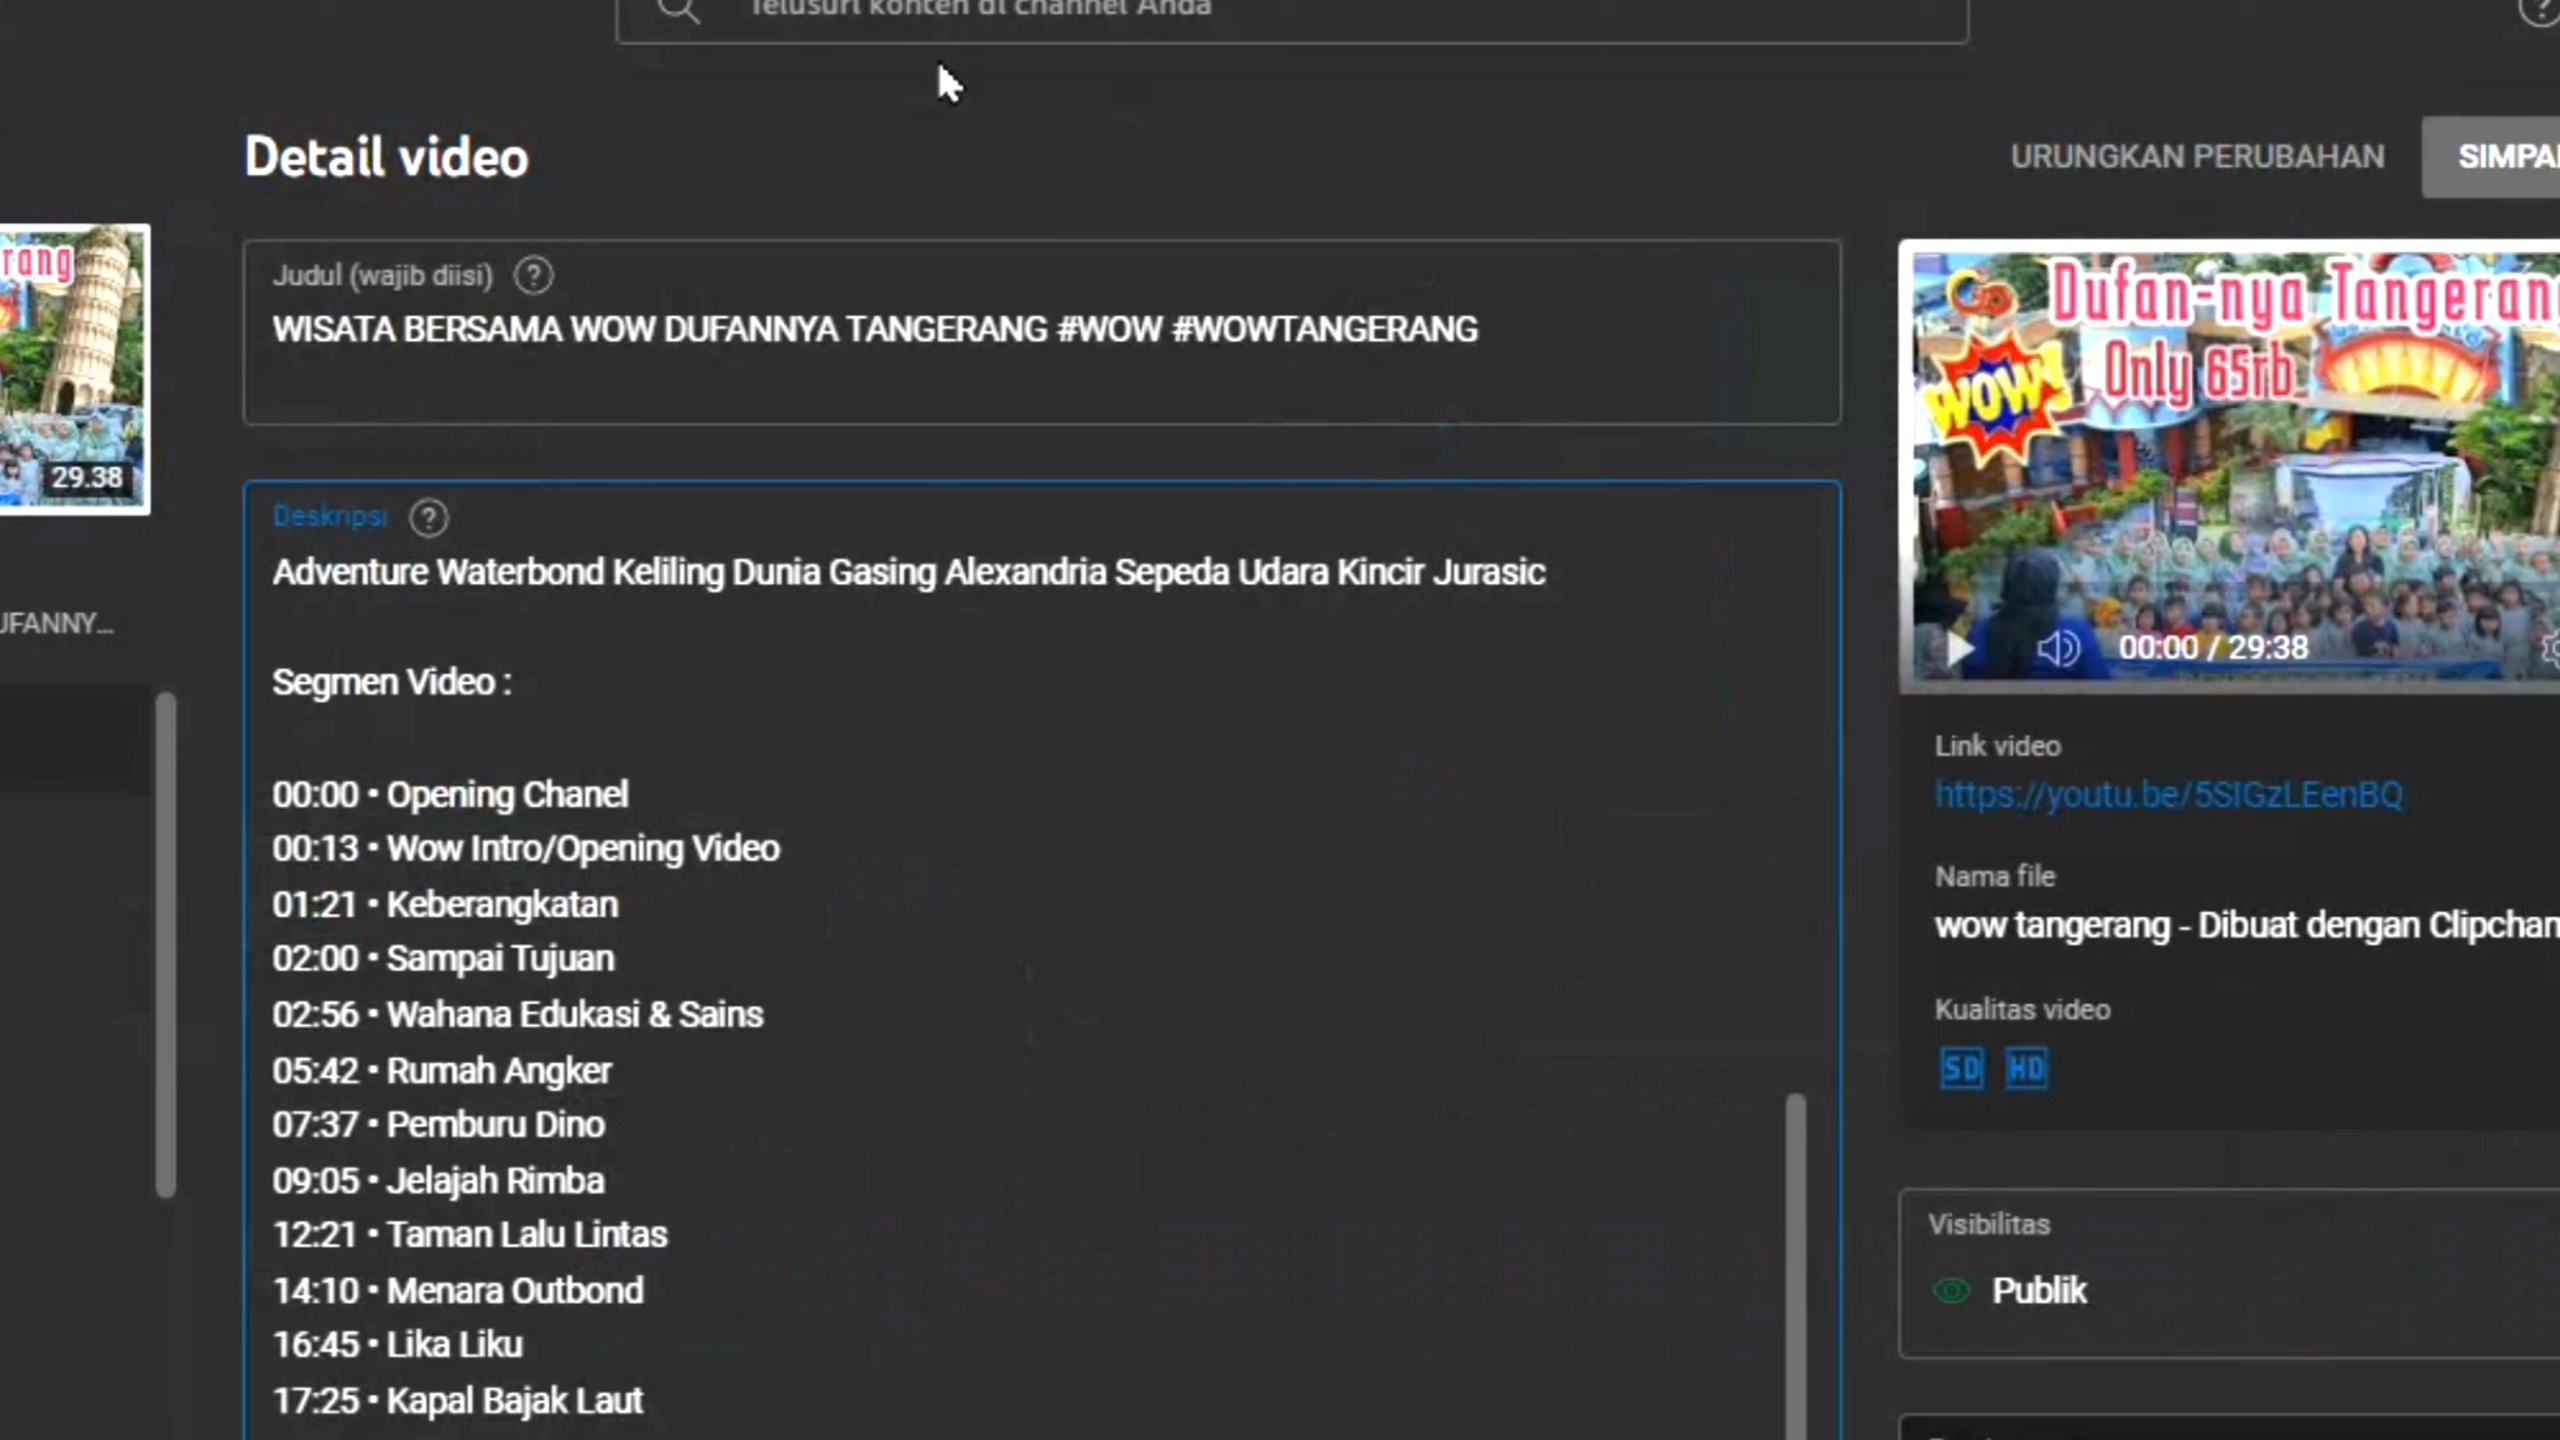 Telusuri konten di channel Anda
Detail video
URUNGKAN PERUBAHAN
SIMPA
rang
29.38
UFANNY...
Judul (wajib diisi)
WISATA BERSAMA WOW DUFANNYA TANGERANG #WOW #WOWTANGERANG
Deskripsi
Adventure Waterbond Keliling Dunia Gasing Alexandria Sepeda Udara Kincir Jurasic
Segmen Video :
00:00 • Opening Chanel
00:13 • Wow Intro/Opening Video
01:21 • Keberangkatan
02:00 • Sampai Tujuan
02:56 • Wahana Edukasi & Sains
05:42 • Rumah Angker
07:37 • Pemburu Dino
09:05 • Jelajah Rimba
12:21 • Taman Lalu Lintas
14:10 • Menara Outbond
16:45 • Lika Liku
17:25 • Kapal Bajak Laut
Dufan-nya Tangerang
WOW!
Only 65rb
00:00 / 29:38
Link video
https://youtu.be/5SIGzLEenBQ
Nama file
wow tangerang - Dibuat dengan Clipcham
Kualitas video
SD HD
Visibilitas
Publik